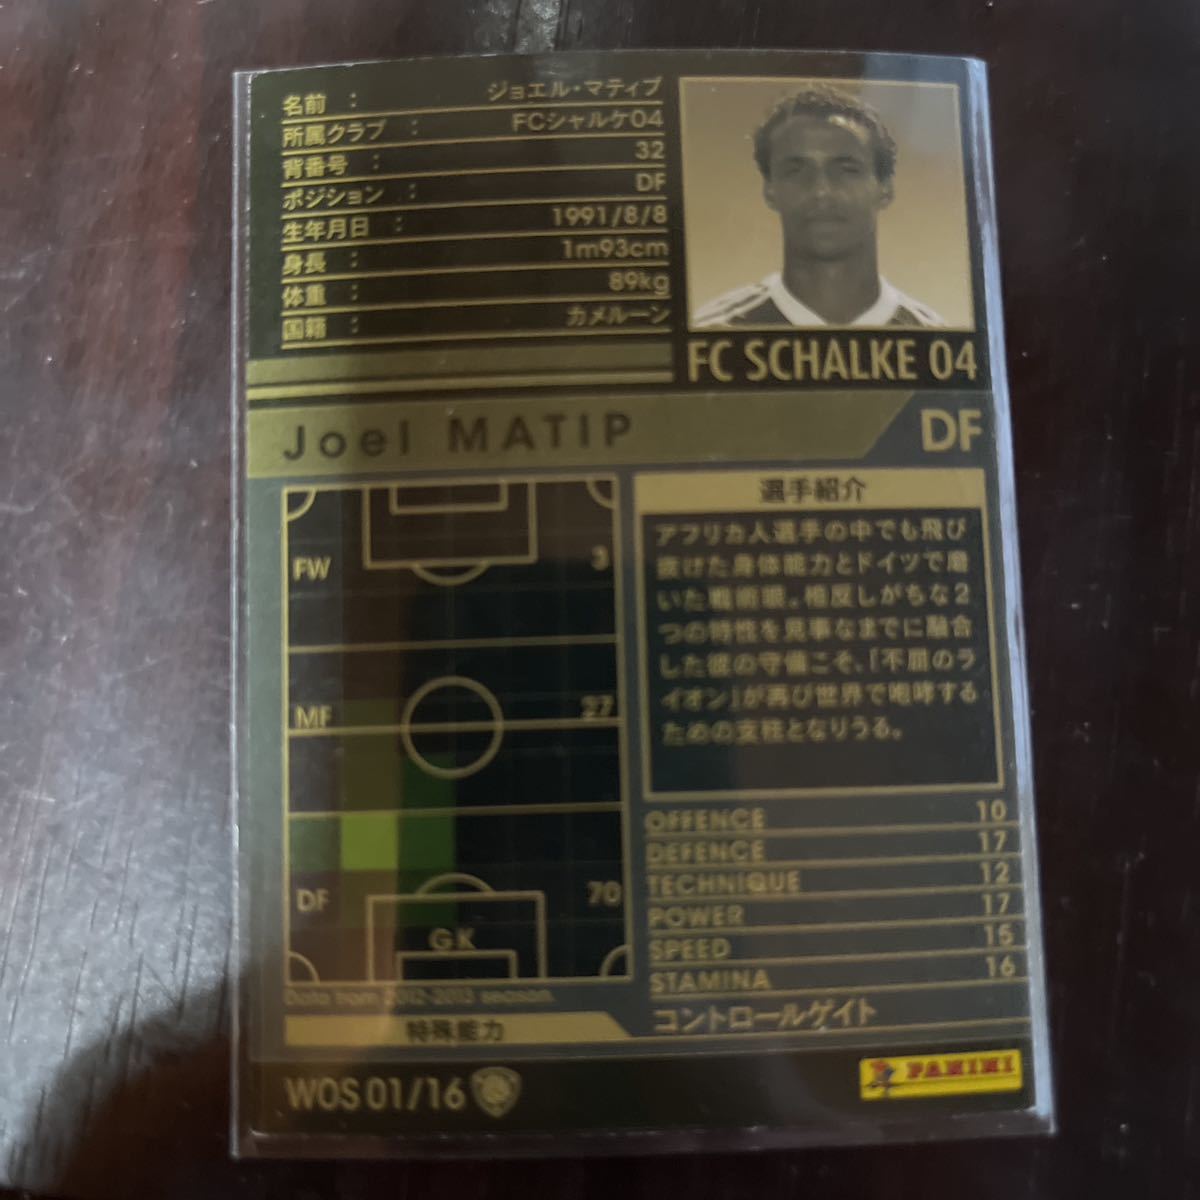 名前 : ジョエル・マティプ
所属クラブ : FCシャルケ04
背番号 : 32
ポジション : DF
生年月日 : 1991/8/8
身長 : 1m93cm
体重 : 89kg
国籍 : カメルーン
FC SCHALKE 04
Joel MATIP DF
FW 3
MF 27
DF 70
GK
Data from 2012-2013 season
選手紹介
アフリカ人選手の中でも飛び
抜けた身体能力とドイツで磨
いた戦術眼。相反しがちな2
つの特性を見事なまでに融合
した彼の守備こそ、「不屈のラ
イオン」が再び世界で咆哮する
ための支柱となりうる。
OFFENCE 10
DEFENCE 17
TECHNIQUE 12
POWER 17
SPEED 15
STAMINA 16
特殊能力 コントロールゲイト
WOS 01/16
PANINI